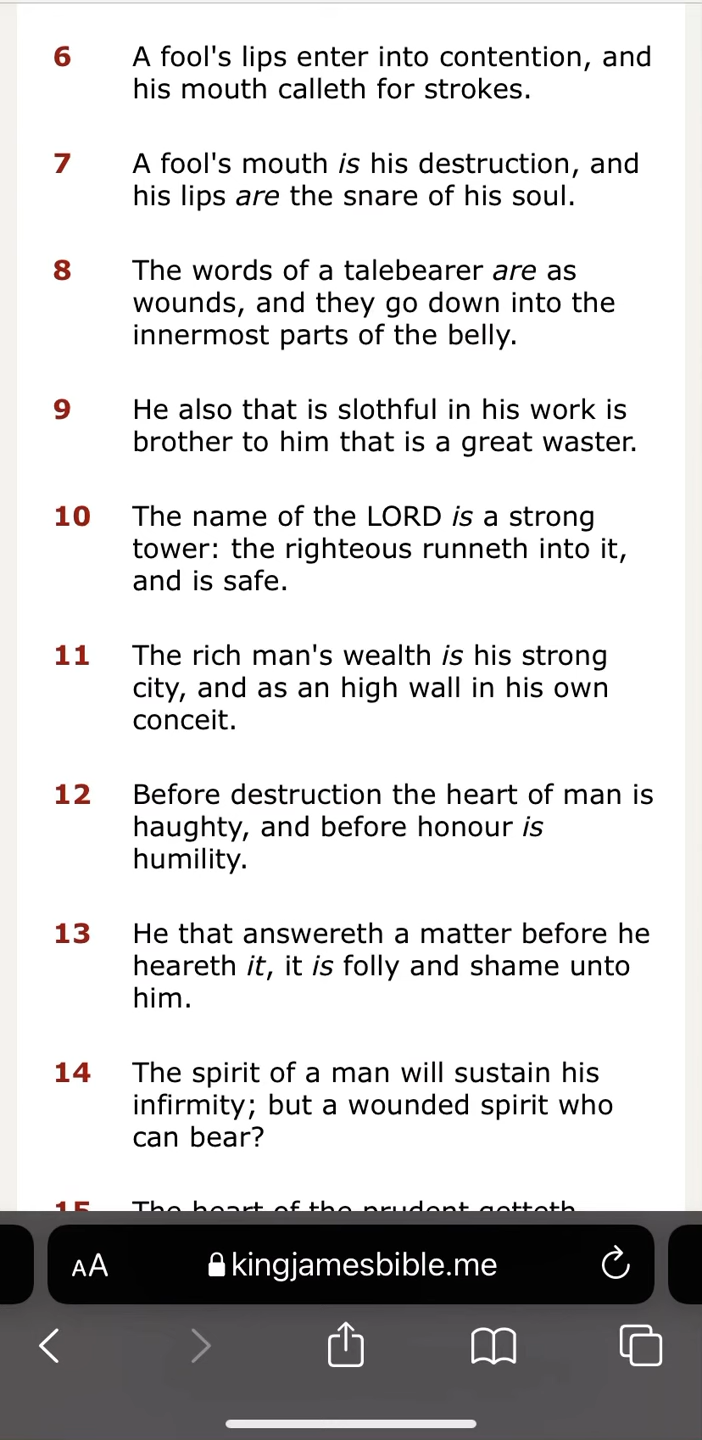 6 A fool's lips enter into contention, and
his mouth calleth for strokes.
7 A fool's mouth is his destruction, and
his lips are the snare of his soul.
8 The words of a talebearer are as
wounds, and they go down into the
innermost parts of the belly.
9 He also that is slothful in his work is
brother to him that is a great waster.
10 The name of the LORD is a strong
tower: the righteous runneth into it,
and is safe.
11 The rich man's wealth is his strong
city, and as an high wall in his own
conceit.
12 Before destruction the heart of man is
haughty, and before honour is
humility.
13 He that answereth a matter before he
heareth it, it is folly and shame unto
him.
14 The spirit of a man will sustain his
infirmity; but a wounded spirit who
can bear?
15 The heart of the prudent getteth
AA kingjamesbible.me